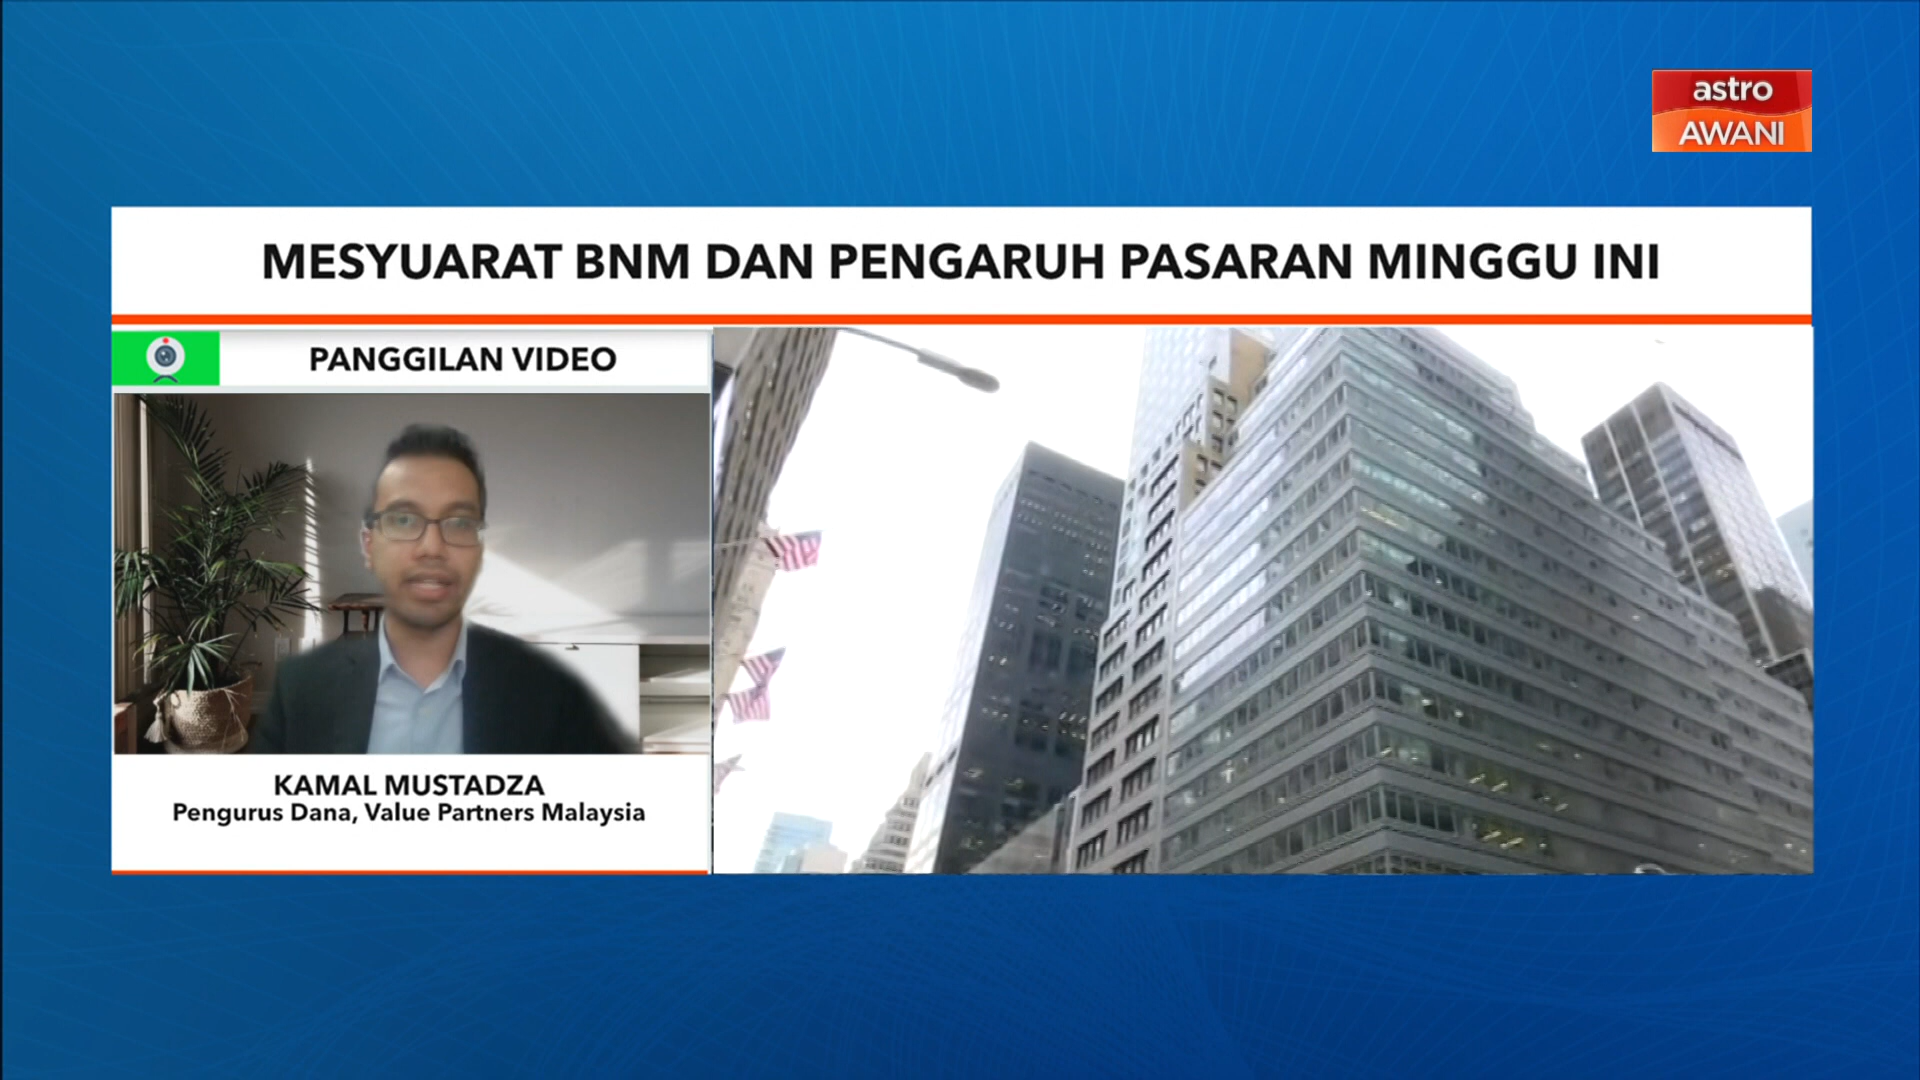 astro
AWANI
MESYUARAT BNM DAN PENGARUH PASARAN MINGGU INI
PANGGILAN VIDEO
KAMAL MUSTADZA
Pengurus Dana, Value Partners Malaysia